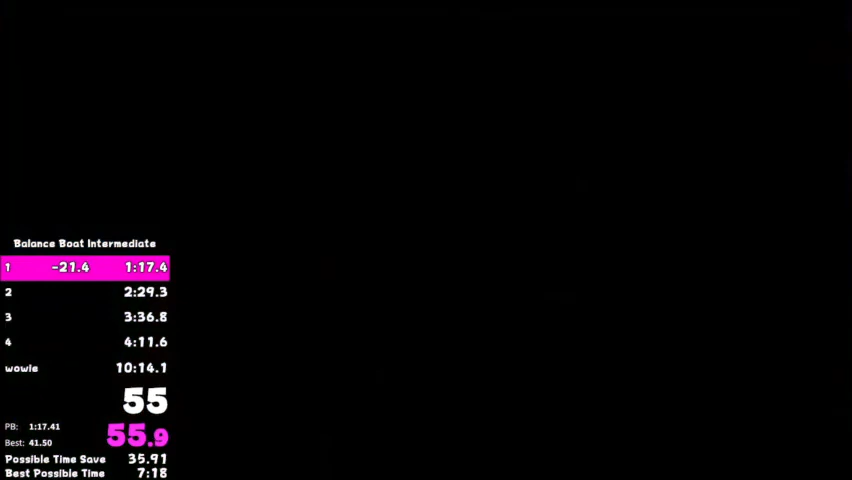 Balance Boat Intermediate
1 -21.4 1:17.4
2 2:29.3
3 3:36.8
4 4:11.6
wowie 10:14.1
55
PB: 1:17.41
55.9
Best: 41.50
Possible Time Save 35.91
Best Possible Time 7:18